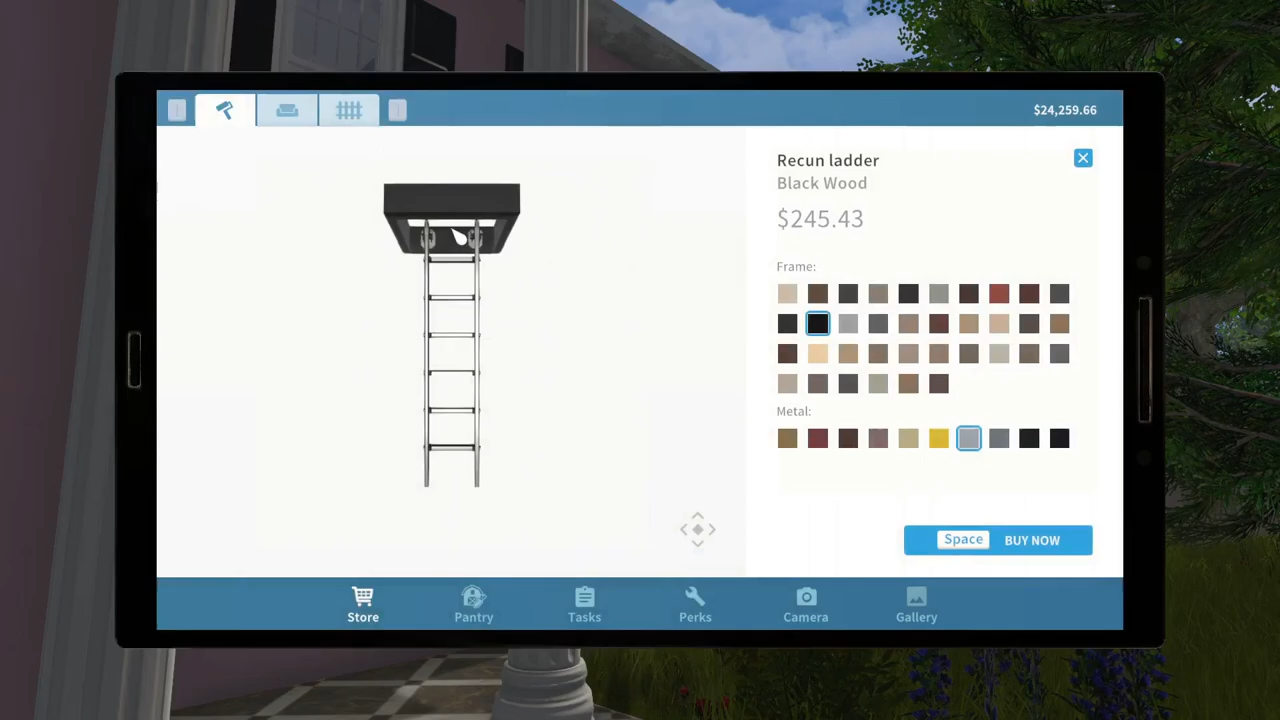 $24,259.66
Recun ladder
Black Wood
$245.43
Frame:
Metal:
Space BUY NOW
Store
Pantry
Tasks
Perks
Camera
Gallery